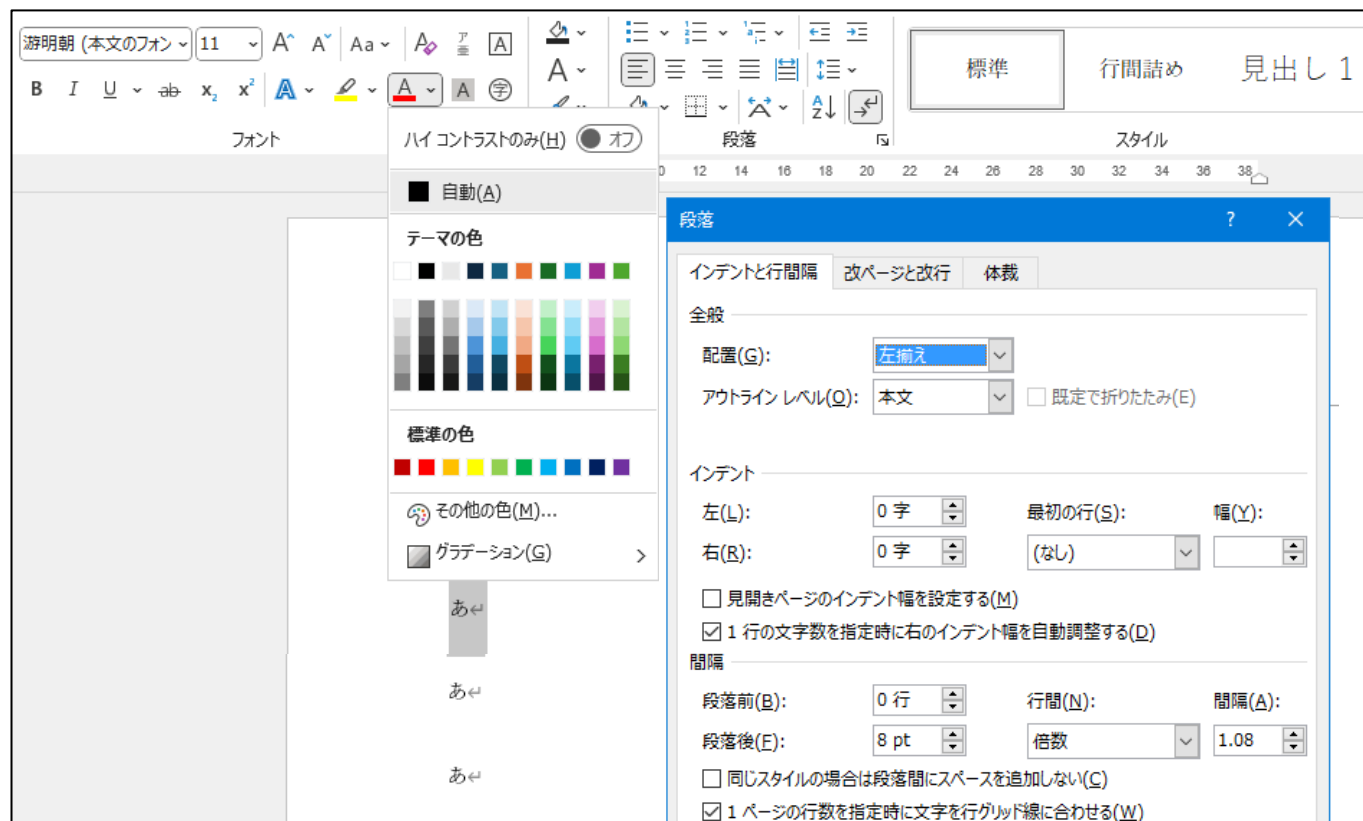 游明朝 (本文のフォン 11 A^ A˅ Aa A ア亜 A
B I U ab x₂ x² A A A 字
標準 行間詰め 見出し 1
フォント 段落 スタイル
ハイ コントラストのみ(H) オフ
自動(A)
テーマの色
標準の色
その他の色(M)...
グラデーション(G)
12 14 16 18 20 22 24 26 28 30 32 34 36 38
段落 ? ×
インデントと行間隔 改ページと改行 体裁
全般
配置(G): 左揃え
アウトライン レベル(O): 本文 既定で折りたたみ(E)
インデント
左(L): 0 字 最初の行(S): 幅(Y):
右(R): 0 字 (なし)
見開きページのインデント幅を設定する(M)
1 行の文字数を指定時に右のインデント幅を自動調整する(D)
間隔
段落前(B): 0 行 行間(N): 間隔(A):
段落後(F): 8 pt 倍数 1.08
同じスタイルの場合は段落間にスペースを追加しない(C)
1 ページの行数を指定時に文字を行グリッド線に合わせる(W)
あ↵
あ↵
あ↵